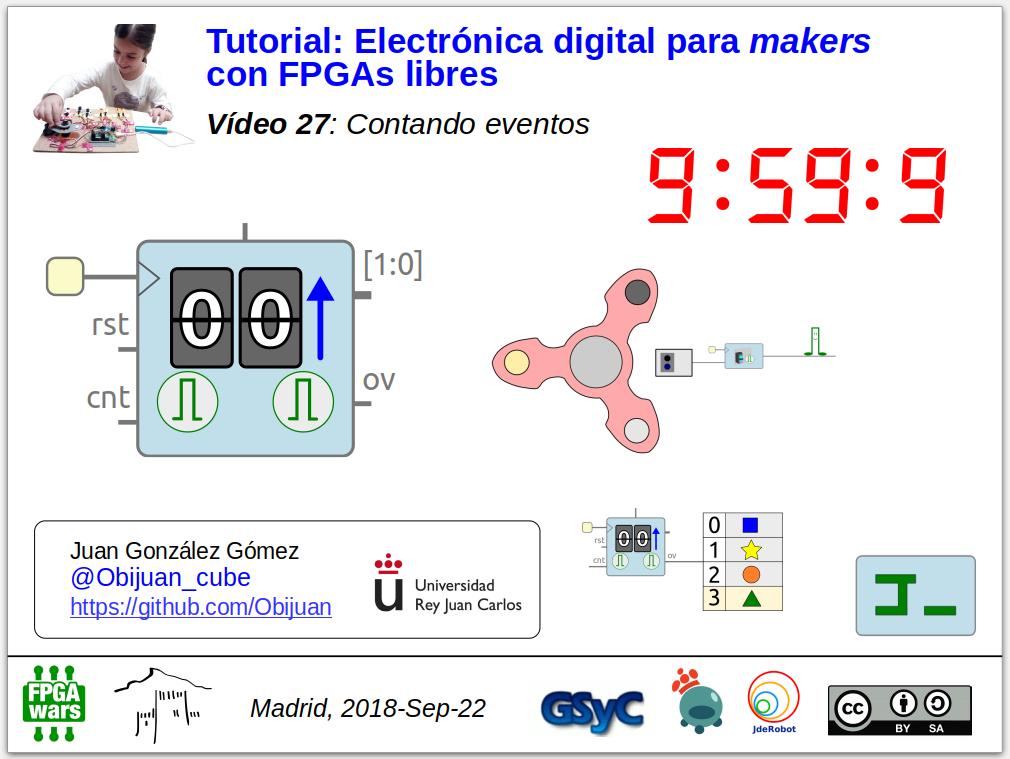 Tutorial: Electrónica digital para makers
con FPGAs libres
Vídeo 27: Contando eventos
9:59:9
[1:0]
00
rst
cnt
ov
Juan González Gómez
@Obijuan_cube
https://github.com/Obijuan
u
Universidad
Rey Juan Carlos
00
rst
cnt
ov
0
1
2
3
FPGA
wars
Madrid, 2018-Sep-22
GSyC
JdeRobot
cc
BY SA